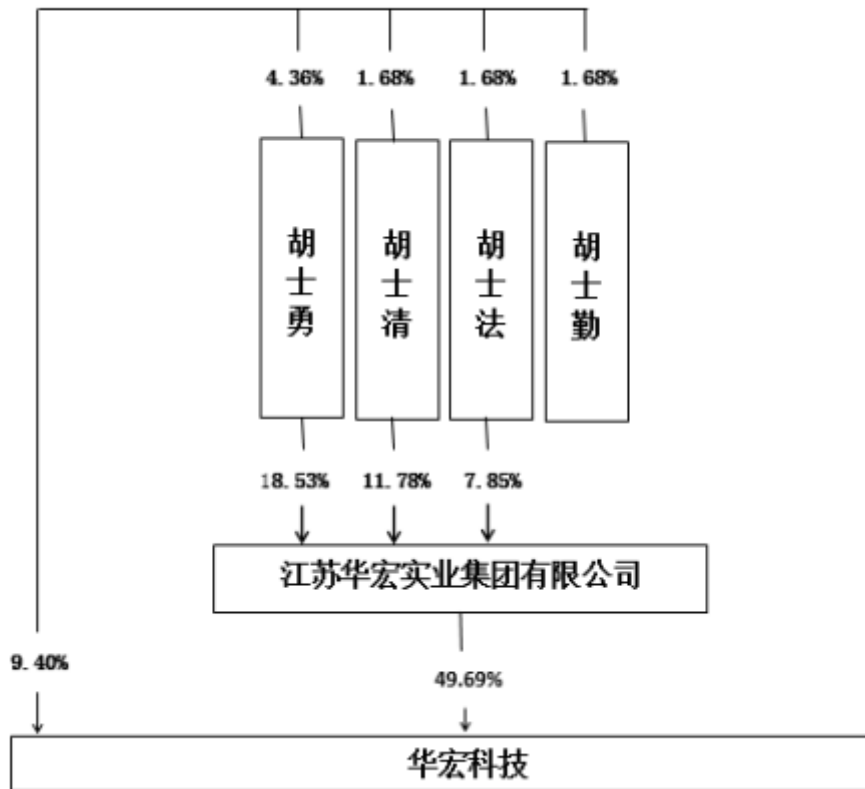 4.36% 1.68% 1.68% 1.68%
胡士勇
胡士清
胡士法
胡士勤
18.53% 11.78% 7.85%
江苏华宏实业集团有限公司
9.40%
49.69%
华宏科技